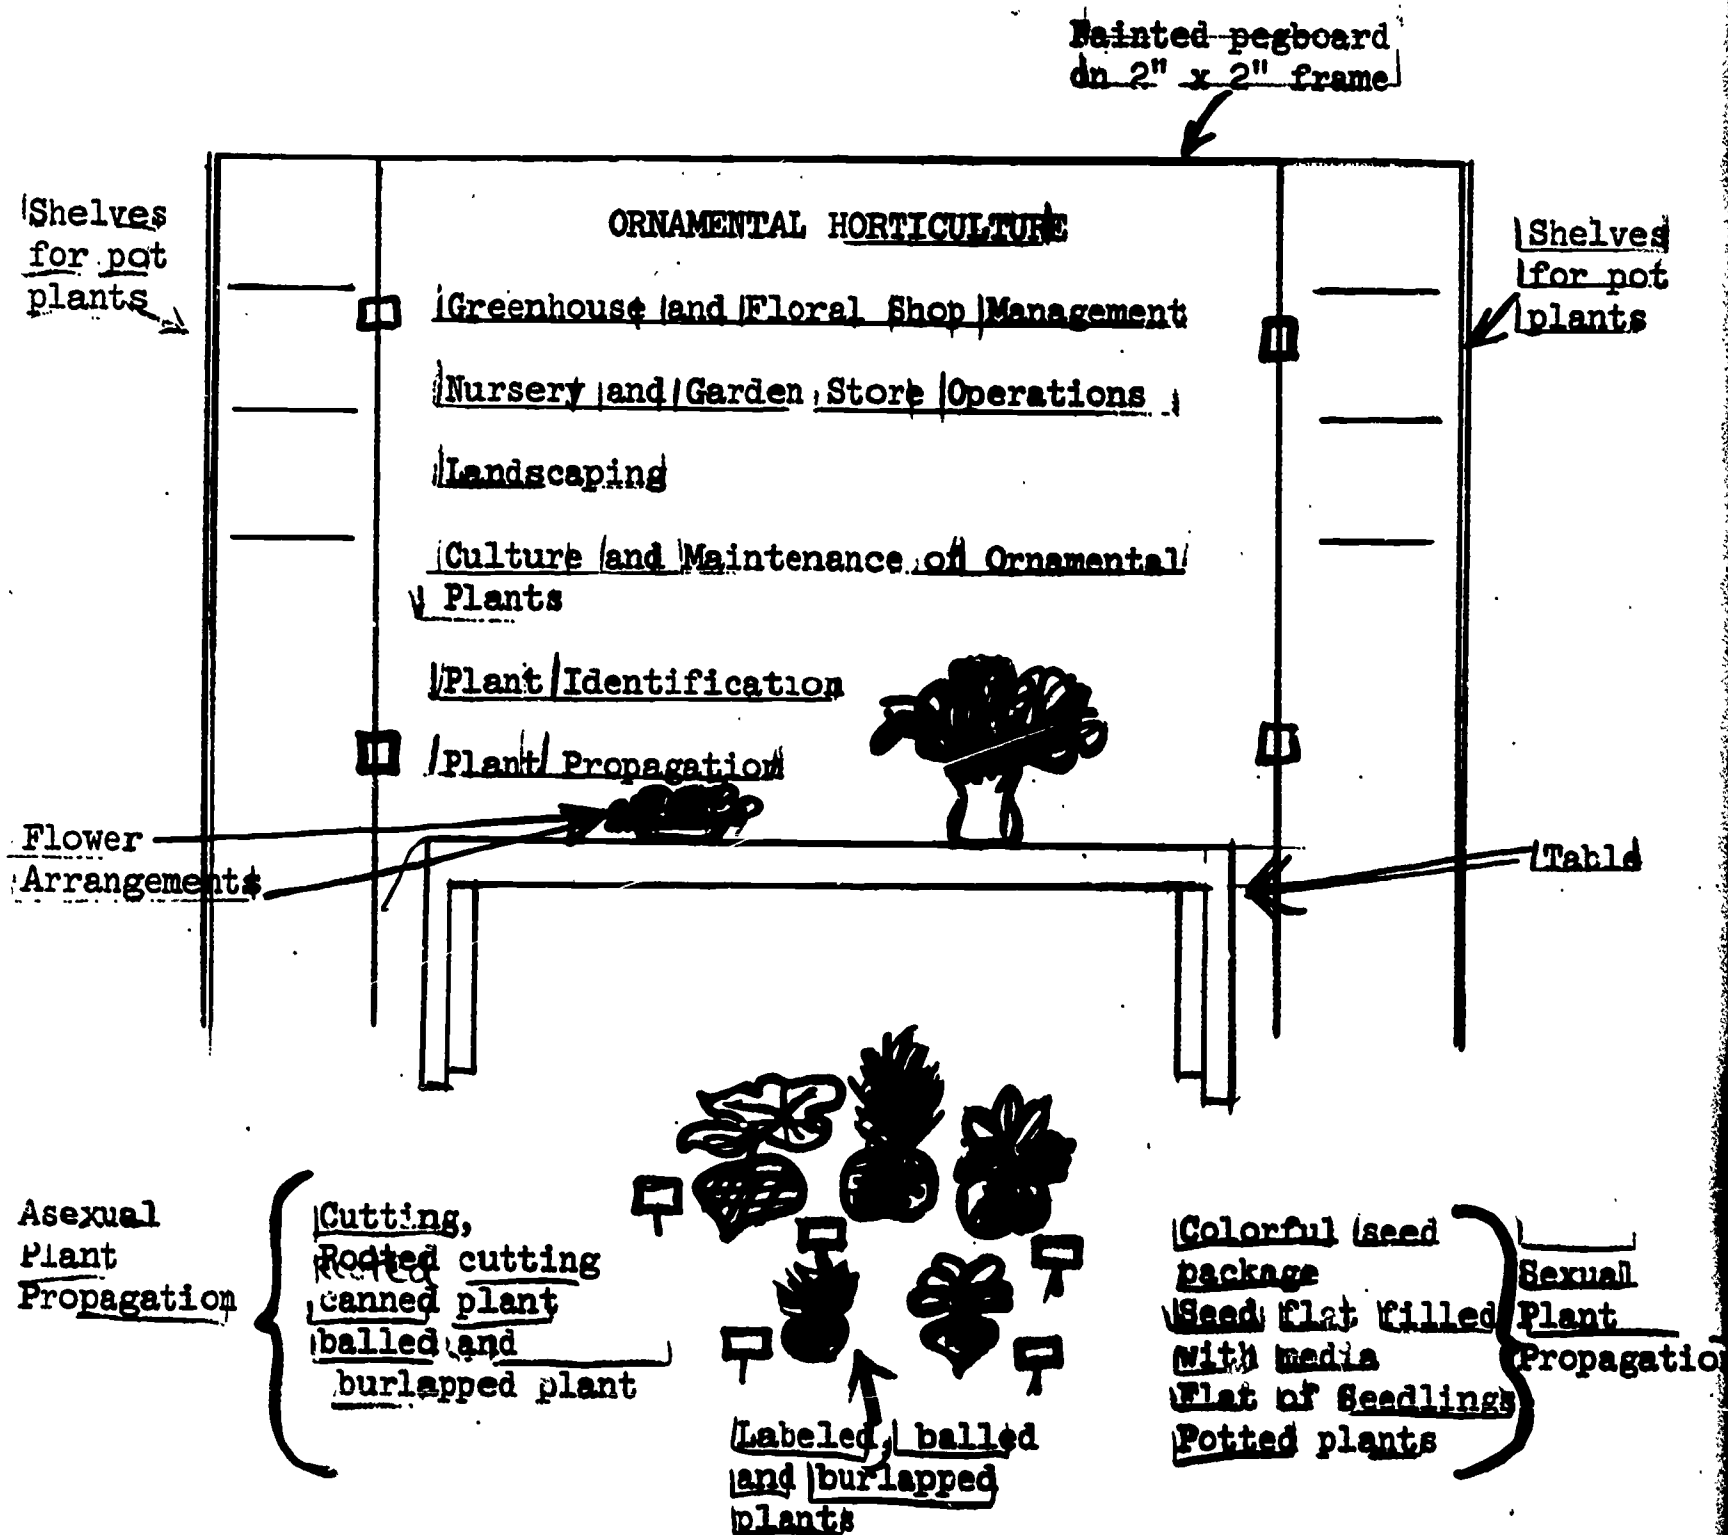 Painted pegboard
on 2" x 2" frame
Shelves
for pot
plants
ORNAMENTAL HORTICULTURE
Shelves
for pot
plants
Greenhouse and Floral Shop Management
Nursery and Garden Store Operations
Landscaping
Culture and Maintenance of Ornamental
Plants
Plant Identification
Plant Propagation
Flower
Arrangements
Table
Asexual
Plant
Propagation
Cutting,
Rooted cutting
canned plant
balled and
burlapped plant
Labeled, balled
and burlapped
plants
Colorful seed
package
Seed flat filled
with media
Flat of Seedlings
Potted plants
Sexual
Plant
Propagation